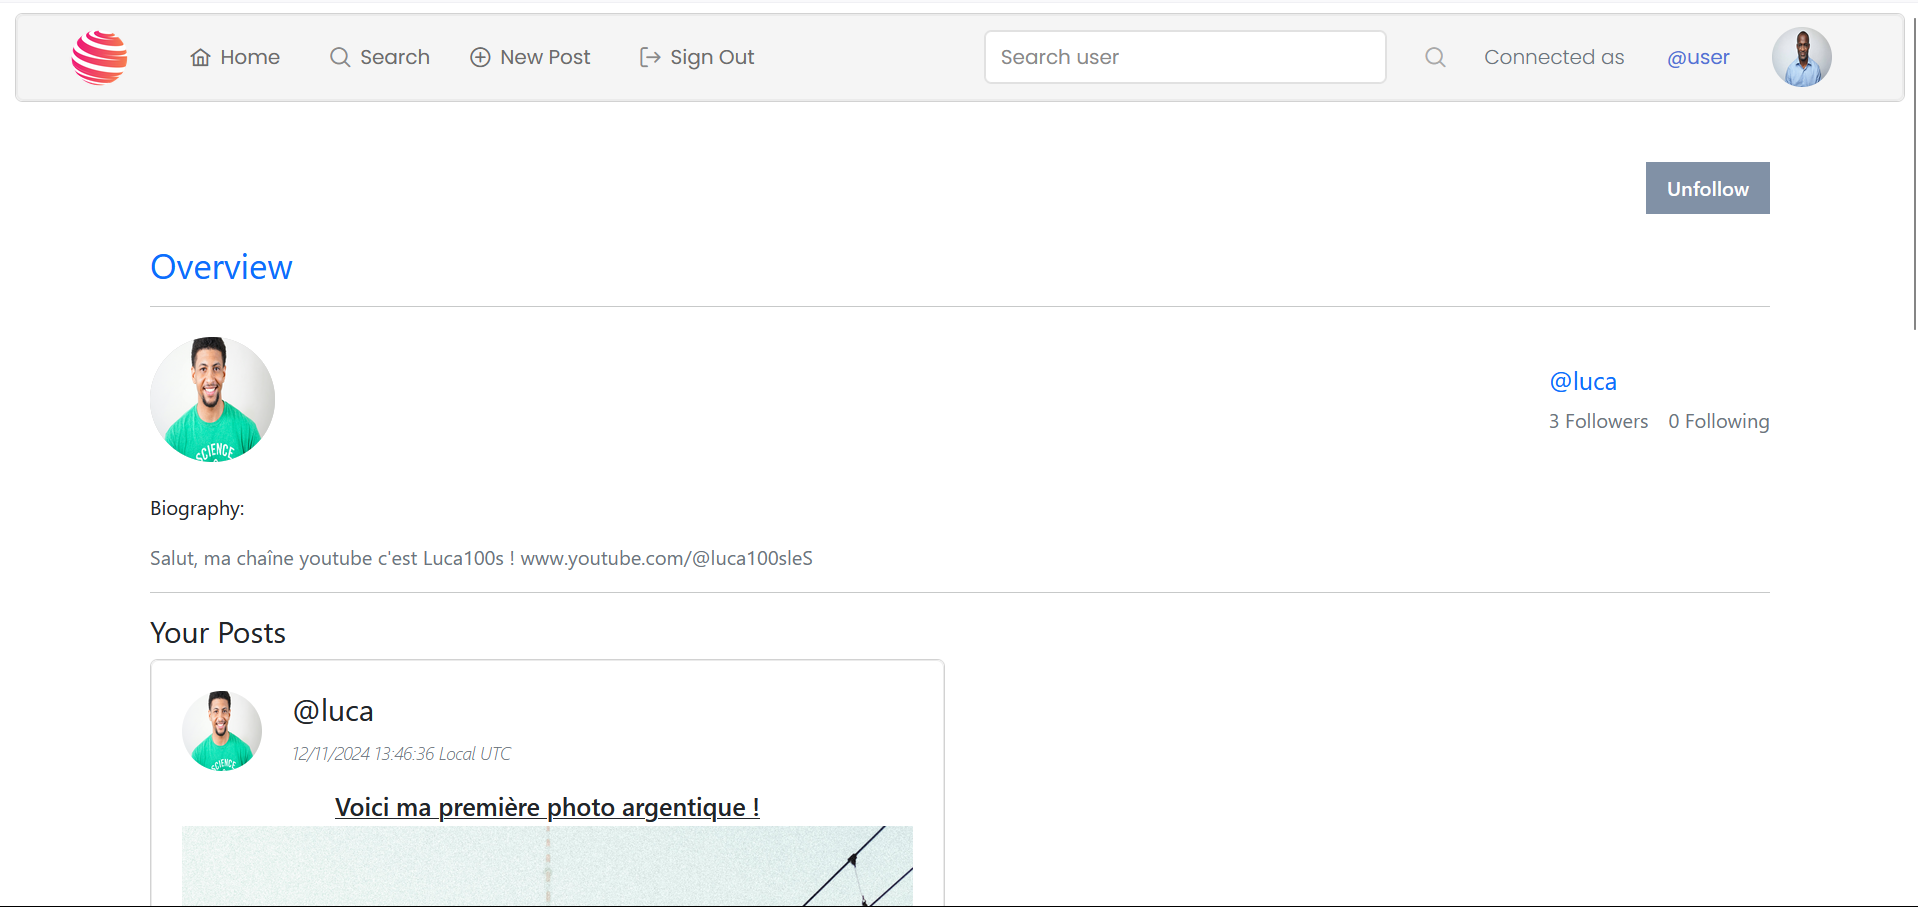 Home Search New Post Sign Out Search user Connected as @user
Unfollow
Overview
@luca
3 Followers 0 Following
SCIENCE
Biography:
Salut, ma chaîne youtube c'est Luca100s ! www.youtube.com/@luca100sleS
Your Posts
@luca
12/11/2024 13:46:36 Local UTC
SCIENCE
Voici ma première photo argentique !